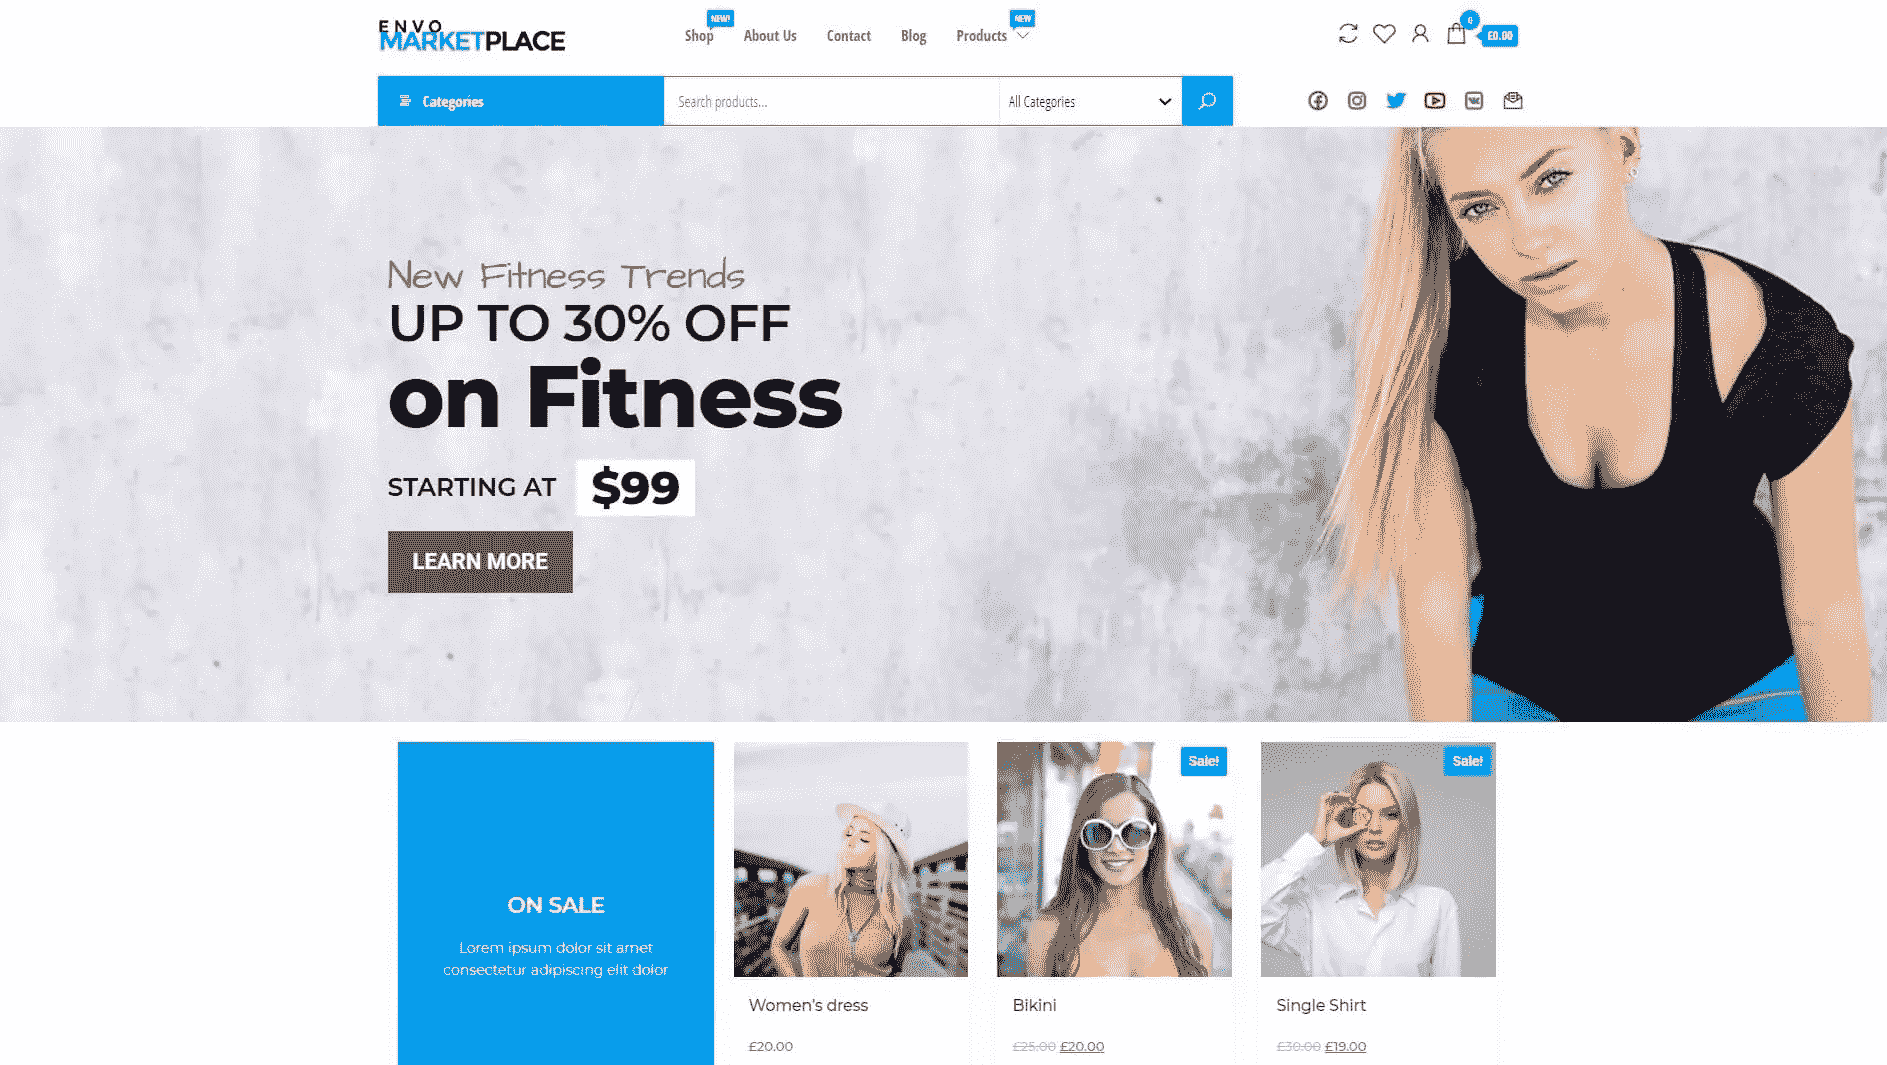 ENVO
MARKETPLACE
NEW!
Shop
About Us
Contact
Blog
Products
NEW
0
£0.00
Categories
Search products...
All Categories
New Fitness Trends
UP TO 30% OFF
on Fitness
STARTING AT $99
LEARN MORE
ON SALE
Lorem ipsum dolor sit amet
consectetur adipiscing elit dolor
Women's dress
£20.00
Sale!
Bikini
£25.00 £20.00
Sale!
Single Shirt
£30.00 £19.00